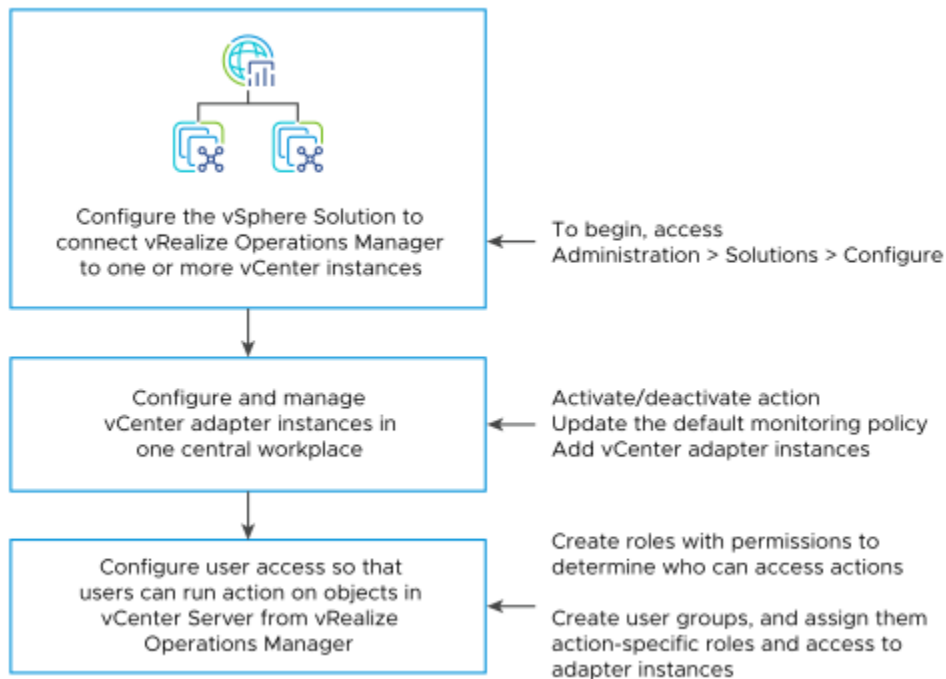 Configure the vSphere Solution to
connect vRealize Operations Manager
to one or more vCenter instances
To begin, access
Administration > Solutions > Configure
Configure and manage
vCenter adapter instances in
one central workplace
Activate/deactivate action
Update the default monitoring policy
Add vCenter adapter instances
Configure user access so that
users can run action on objects in
vCenter Server from vRealize
Operations Manager
Create roles with permissions to
determine who can access actions
Create user groups, and assign them
action-specific roles and access to
adapter instances